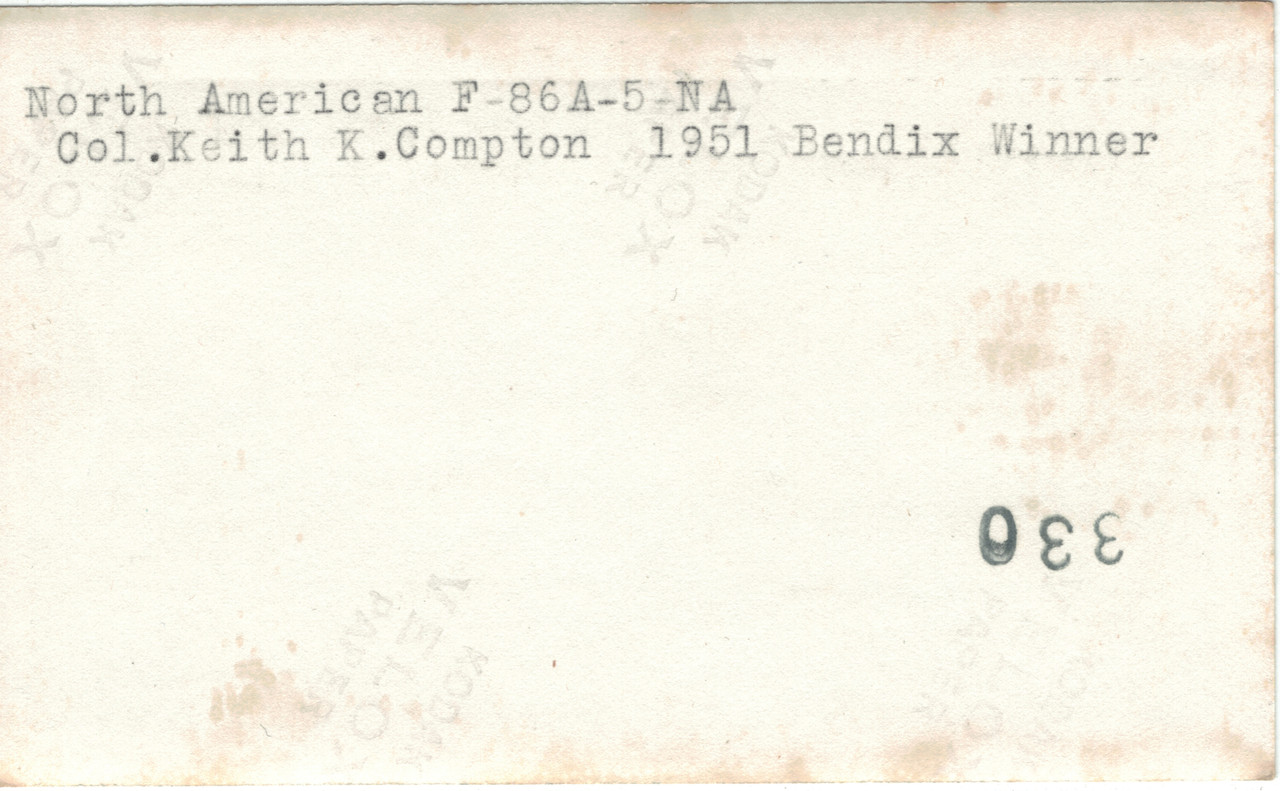 North American F-86A-5-NA
Col.Keith K.Compton 1951 Bendix Winner
330